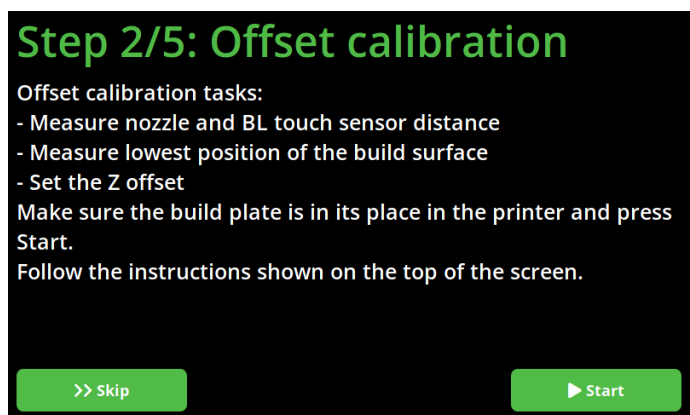 Step 2/5: Offset calibration
Offset calibration tasks:
- Measure nozzle and BL touch sensor distance
- Measure lowest position of the build surface
- Set the Z offset
Make sure the build plate is in its place in the printer and press
Start.
Follow the instructions shown on the top of the screen.
Skip
Start